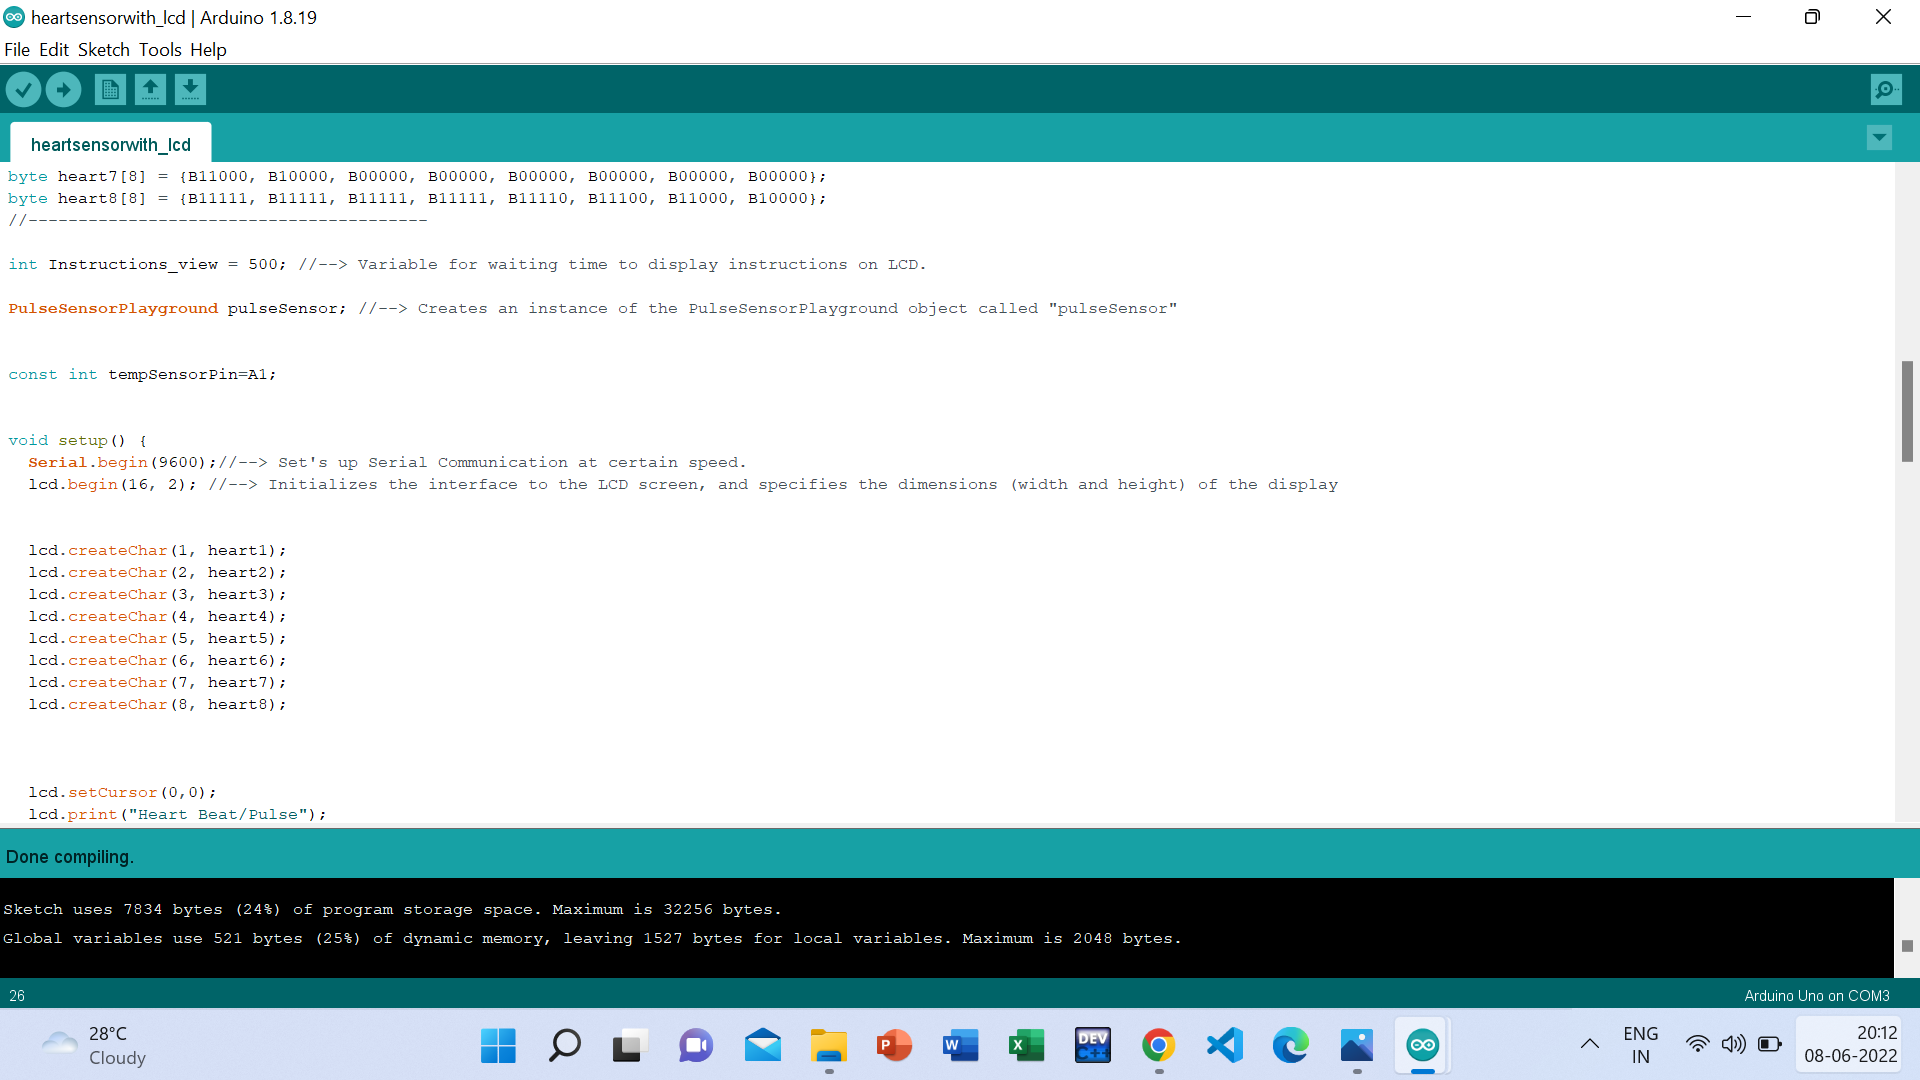 heartsensorwith_lcd | Arduino 1.8.19
File Edit Sketch Tools Help
heartsensorwith_lcd
byte heart7[8] = {B11000, B10000, B00000, B00000, B00000, B00000, B00000, B00000};
byte heart8[8] = {B11111, B11111, B11111, B11111, B11110, B11100, B11000, B10000};
//----------------------------------------
int Instructions_view = 500; //--> Variable for waiting time to display instructions on LCD.
PulseSensorPlayground pulseSensor; //--> Creates an instance of the PulseSensorPlayground object called "pulseSensor"
const int tempSensorPin=A1;
void setup() {
Serial.begin(9600);//--> Set's up Serial Communication at certain speed.
lcd.begin(16, 2); //--> Initializes the interface to the LCD screen, and specifies the dimensions (width and height) of the display
lcd.createChar(1, heart1);
lcd.createChar(2, heart2);
lcd.createChar(3, heart3);
lcd.createChar(4, heart4);
lcd.createChar(5, heart5);
lcd.createChar(6, heart6);
lcd.createChar(7, heart7);
lcd.createChar(8, heart8);
lcd.setCursor(0,0);
lcd.print("Heart Beat/Pulse");
Done compiling.
Sketch uses 7834 bytes (24%) of program storage space. Maximum is 32256 bytes.
Global variables use 521 bytes (25%) of dynamic memory, leaving 1527 bytes for local variables. Maximum is 2048 bytes.
26
Arduino Uno on COM3
28°C
Cloudy
P
W
X
DEV
C++
ENG
IN
20:12
08-06-2022